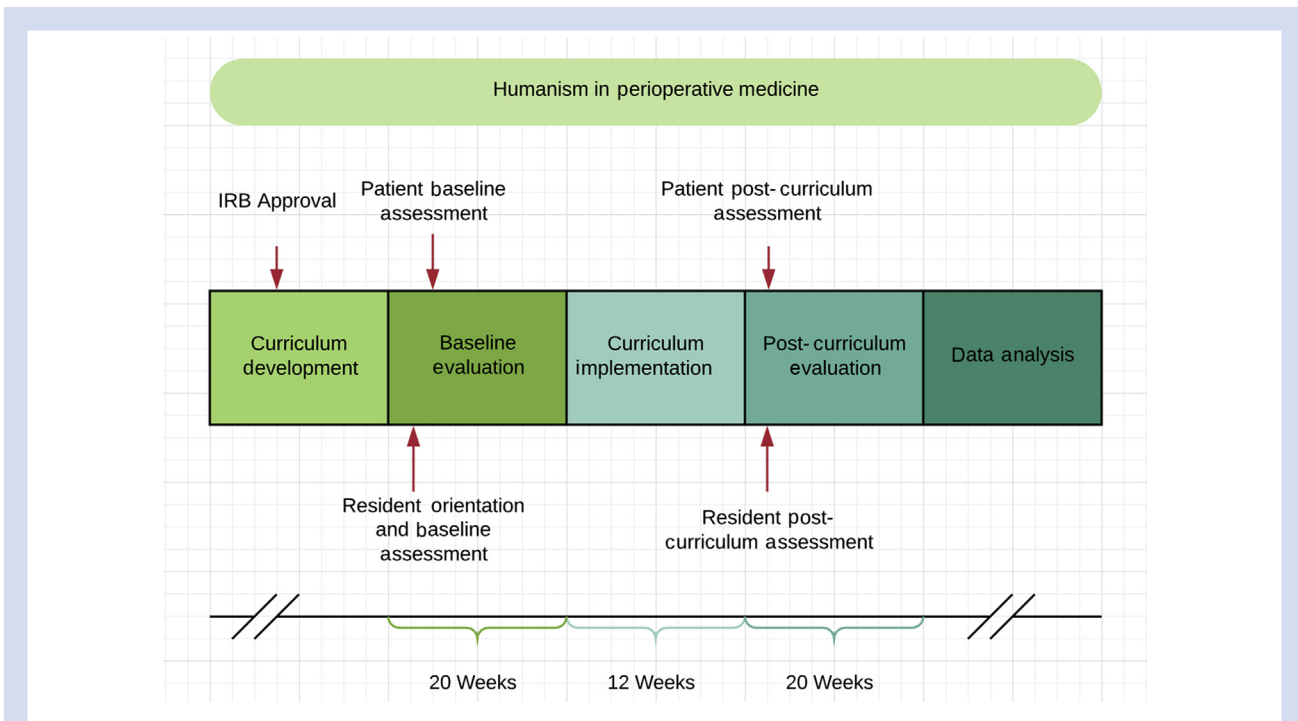 Humanism in perioperative medicine
IRB Approval
Patient baseline
assessment
Patient post-curriculum
assessment
Curriculum
development
Baseline
evaluation
Curriculum
implementation
Post-curriculum
evaluation
Data analysis
Resident orientation
and baseline
assessment
Resident post-
curriculum assessment
20 Weeks
12 Weeks
20 Weeks